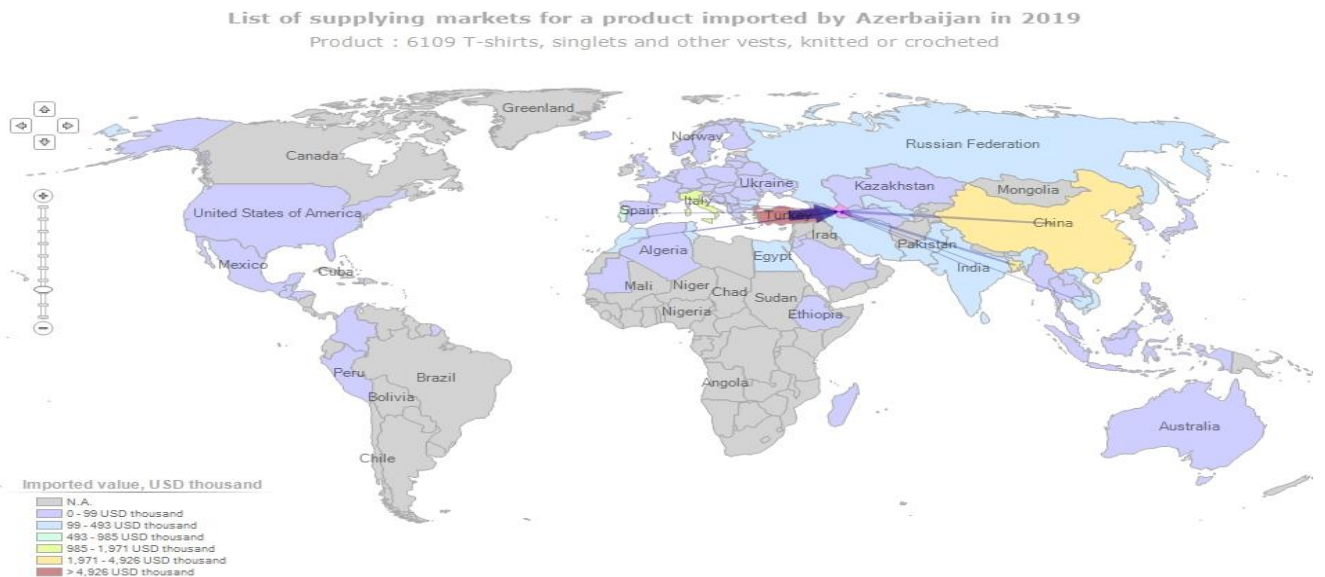 List of supplying markets for a product imported by Azerbaijan in 2019
Product : 6109 T-shirts, singlets and other vests, knitted or crocheted
Greenland
Norway
Canada
Russian Federation
Ukraine
Kazakhstan
Mongolia
United States of America
Spain
Italy
Turkey
China
Iraq
Pakistan
Algeria
Egypt
India
Mexico
Cuba
Mali
Niger
Chad
Sudan
Nigeria
Ethiopia
Peru
Brazil
Angola
Bolivia
Australia
Chile
Imported value, USD thousand
N.A.
0 - 99 USD thousand
99 - 493 USD thousand
493 - 985 USD thousand
985 - 1,971 USD thousand
1,971 - 4,926 USD thousand
> 4,926 USD thousand